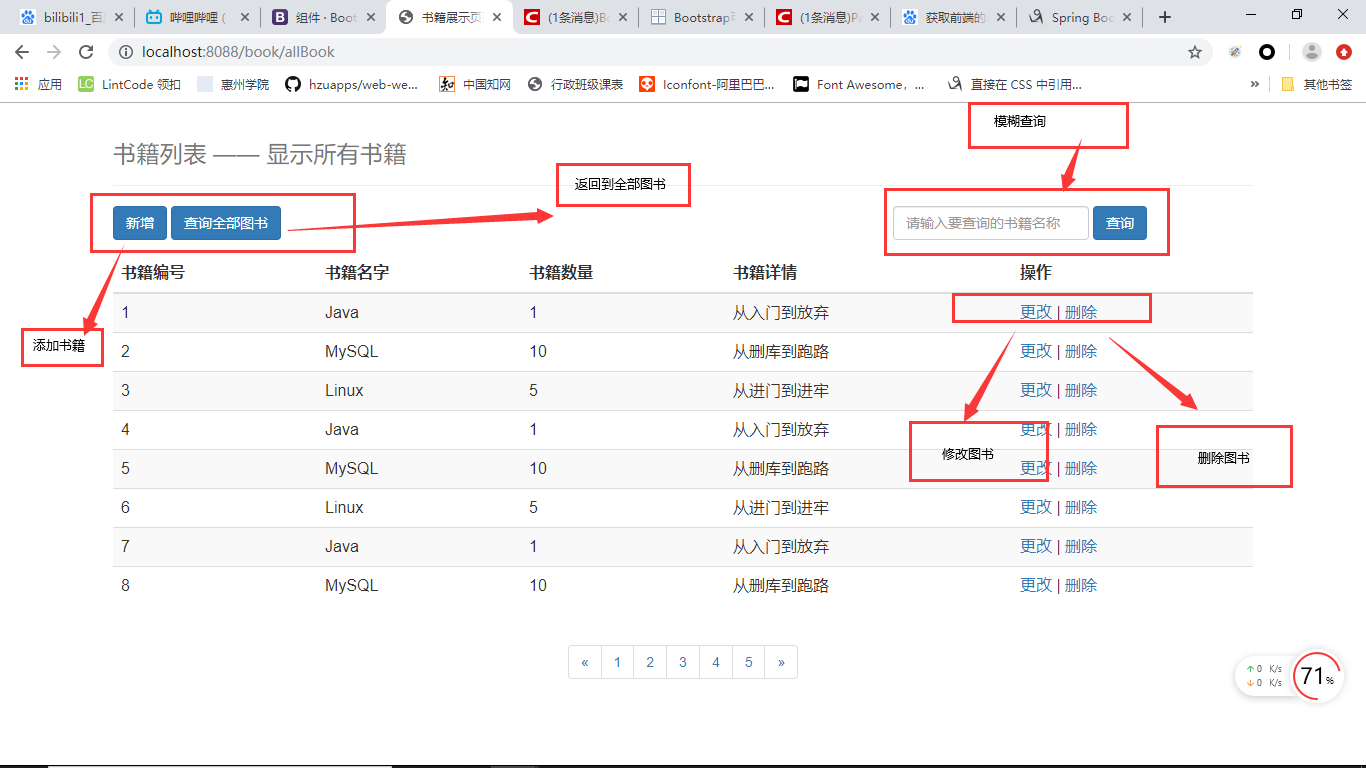 bilibili1_百
哔哩哔哩 (
组件 · Boot
书籍展示页
(1条消息)Bo
Bootstrap可
(1条消息)Pa
获取前端的
Spring Boo
localhost:8088/book/allBook
应用
LintCode 领扣
惠州学院
hzuapps/web-we...
中国知网
行政班级课表
Iconfont-阿里巴巴...
Font Awesome，...
直接在 CSS 中引用...
»
其他书签
模糊查询
书籍列表 —— 显示所有书籍
返回到全部图书
新增 查询全部图书
请输入要查询的书籍名称 查询
书籍编号 书籍名字 书籍数量 书籍详情 操作
1 Java 1 从入门到放弃 更改 | 删除
添加书籍
2 MySQL 10 从删库到跑路 更改 | 删除
3 Linux 5 从进门到进牢 更改 | 删除
4 Java 1 从入门到放弃 更改 | 删除
修改图书
删除图书
5 MySQL 10 从删库到跑路 更改 | 删除
6 Linux 5 从进门到进牢 更改 | 删除
7 Java 1 从入门到放弃 更改 | 删除
8 MySQL 10 从删库到跑路 更改 | 删除
« 1 2 3 4 5 »
↑ 0 K/s
↓ 0 K/s
71%